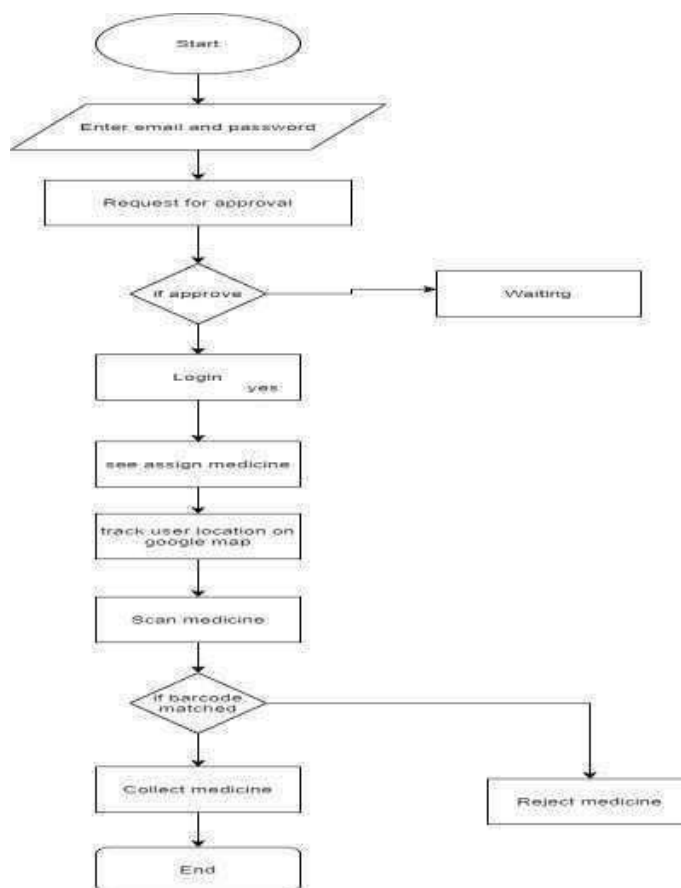 Start
Enter email and password
Request for approval
if approve
Waiting
Login
yes
see assign medicine
track user location on
google map
Scan medicine
if barcode
matched
Collect medicine
Reject medicine
End